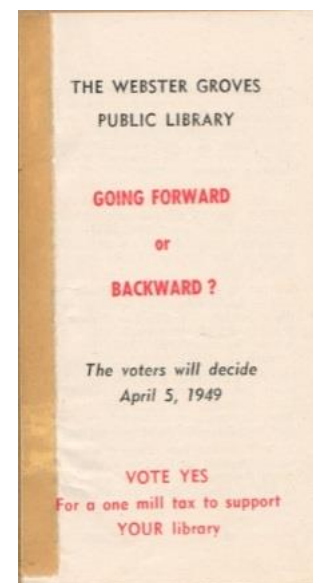 THE WEBSTER GROVES
PUBLIC LIBRARY
GOING FORWARD
or
BACKWARD ?
The voters will decide
April 5, 1949
VOTE YES
For a one mill tax to support
YOUR library